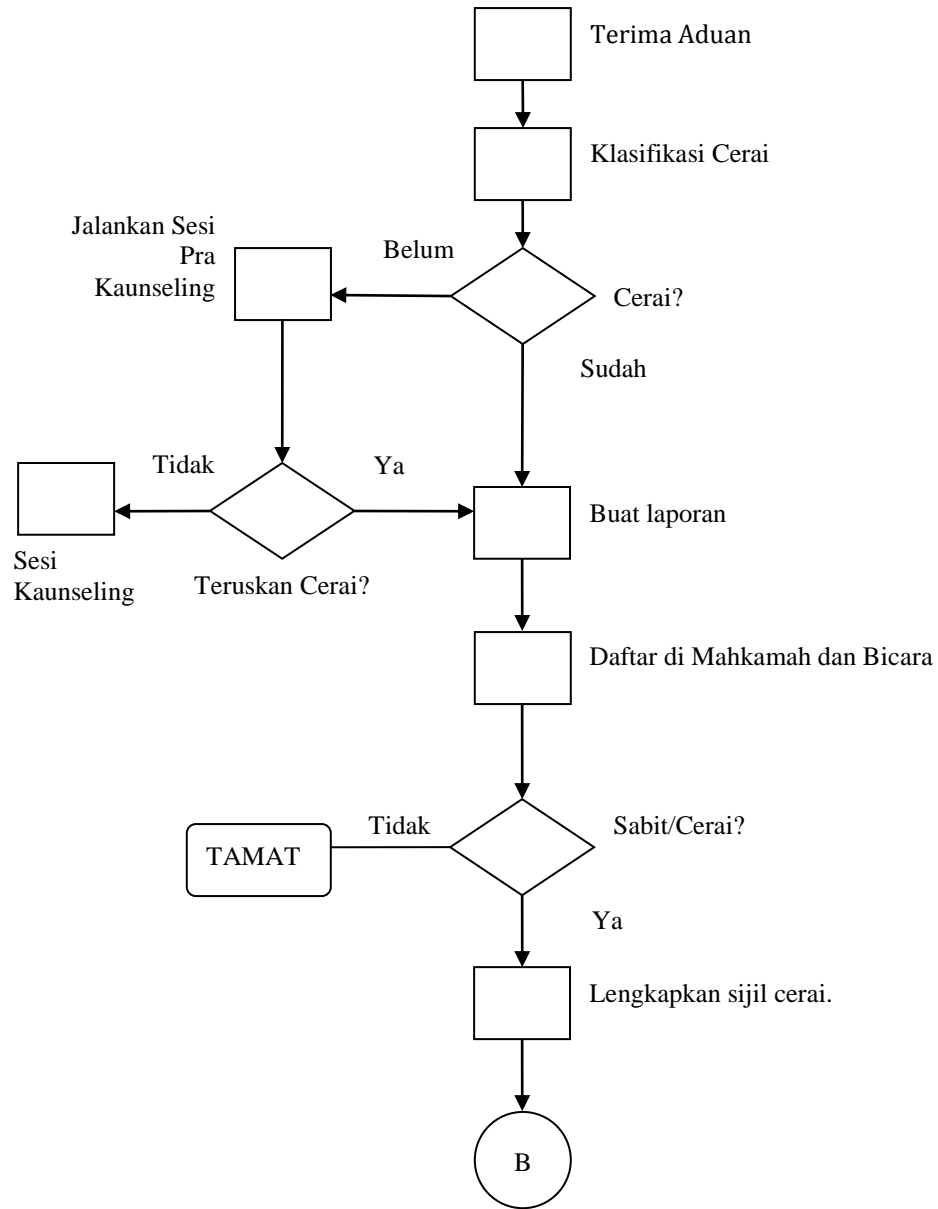 Terima Aduan
Klasifikasi Cerai
Jalankan Sesi
Pra
Kaunseling
Belum
Cerai?
Sudah
Tidak
Ya
Buat laporan
Sesi
Kaunseling
Teruskan Cerai?
Daftar di Mahkamah dan Bicara
Tidak
Sabit/Cerai?
TAMAT
Ya
Lengkapkan sijil cerai.
B